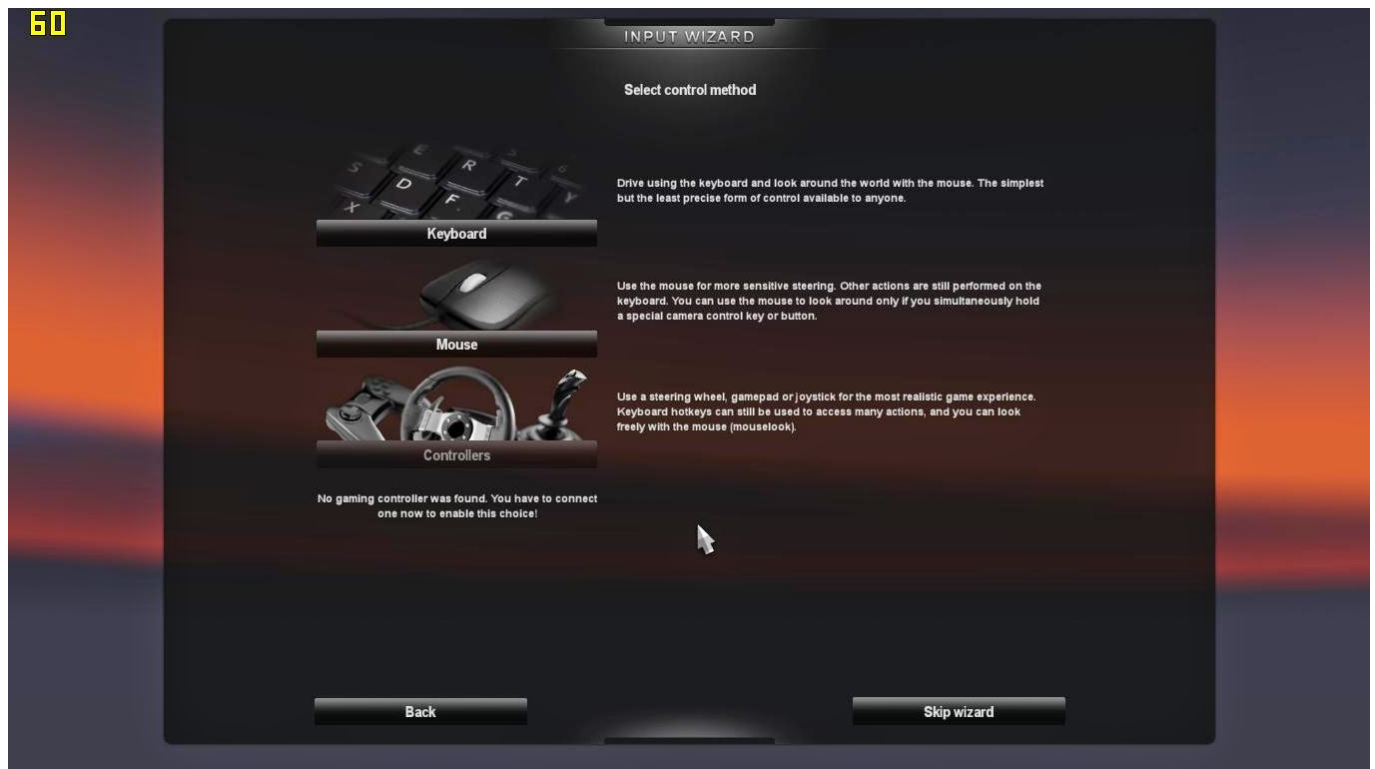 60
INPUT WIZARD
Select control method
S E R 5 6
D T Y
X F G
Drive using the keyboard and look around the world with the mouse. The simplest
but the least precise form of control available to anyone.
Keyboard
Use the mouse for more sensitive steering. Other actions are still performed on the
keyboard. You can use the mouse to look around only if you simultaneously hold
a special camera control key or button.
Mouse
Use a steering wheel, gamepad or joystick for the most realistic game experience.
Keyboard hotkeys can still be used to access many actions, and you can look
freely with the mouse (mouselook).
Controllers
No gaming controller was found. You have to connect
one now to enable this choice!
Back
Skip wizard